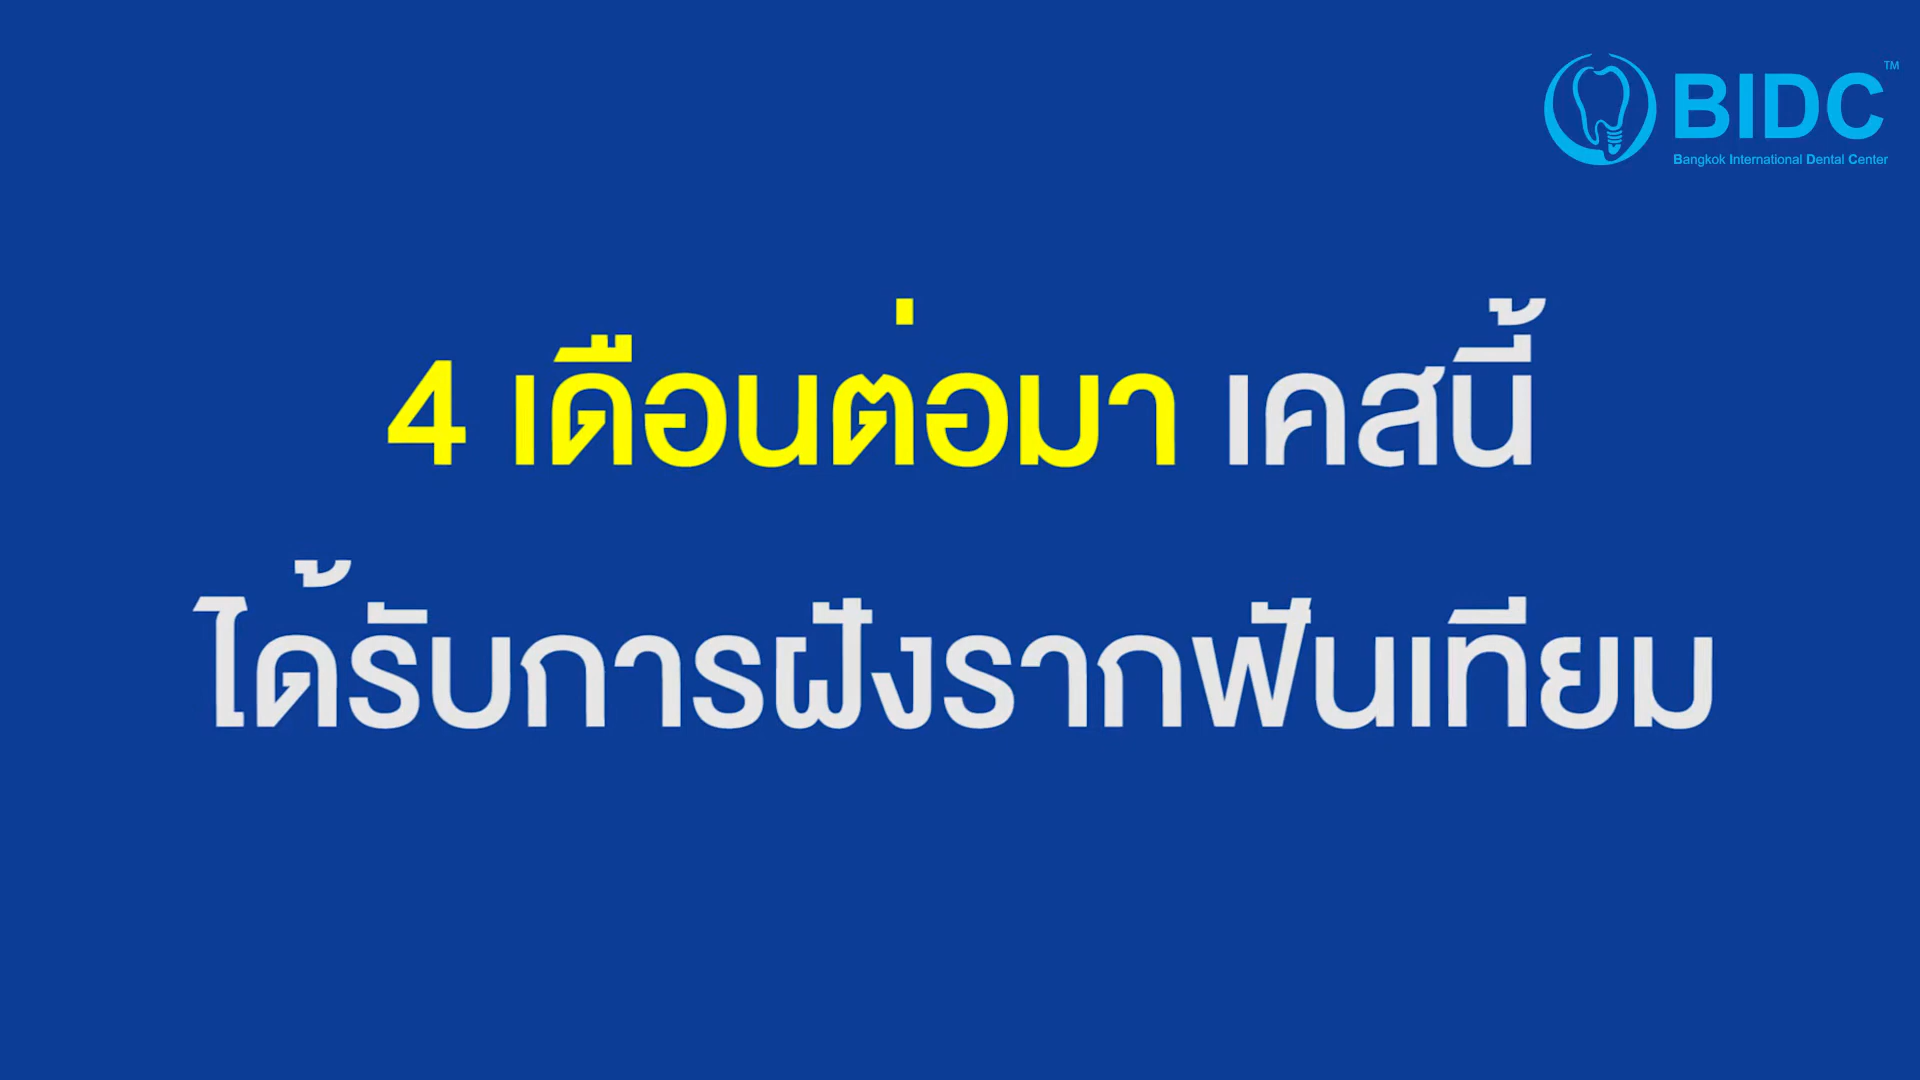 BIDC™
Bangkok International Dental Center
4 เดือนต่อมา เคสนี้
ได้รับการฝังรากฟันเทียม